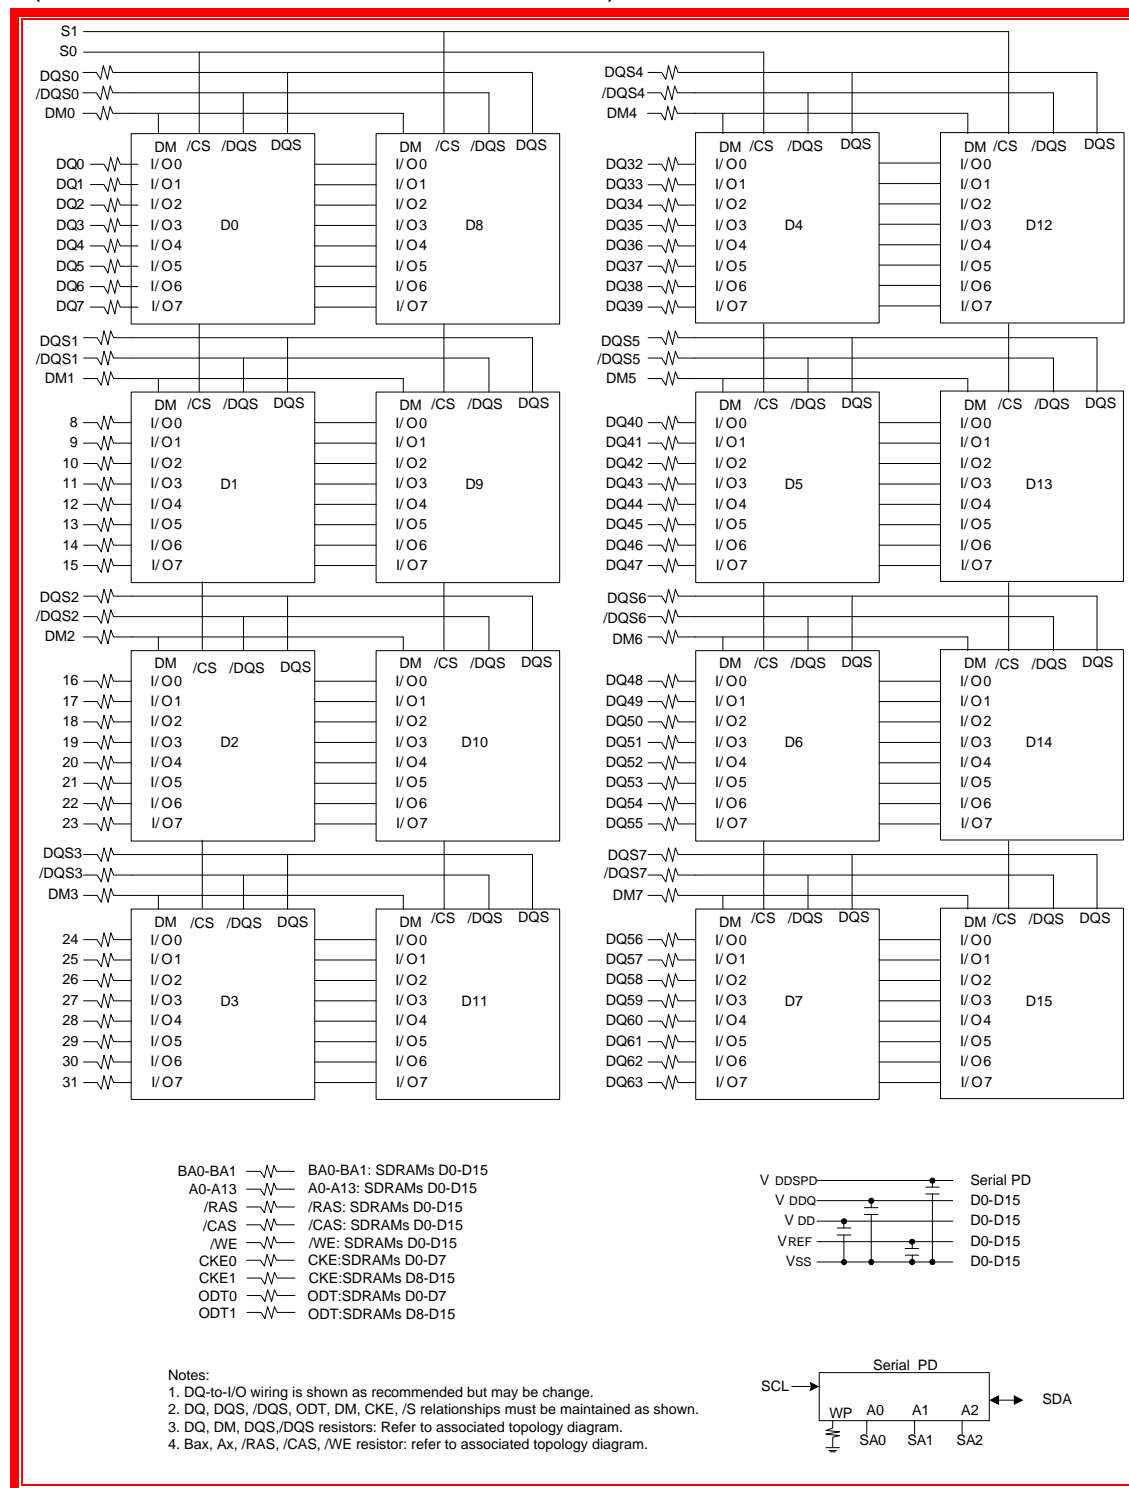 S1
S0
DQS0
/DQS0
DM0
DM /CS /DQS DQS
DQ0 I/O0
DQ1 I/O1
DQ2 I/O2
DQ3 I/O3 D0
DQ4 I/O4
DQ5 I/O5
DQ6 I/O6
DQ7 I/O7
DM /CS /DQS DQS
I/O0
I/O1
I/O2
I/O3 D8
I/O4
I/O5
I/O6
I/O7
DQS1
/DQS1
DM1
DM /CS /DQS DQS
8 I/O0
9 I/O1
10 I/O2
11 I/O3 D1
12 I/O4
13 I/O5
14 I/O6
15 I/O7
DM /CS /DQS DQS
I/O0
I/O1
I/O2
I/O3 D9
I/O4
I/O5
I/O6
I/O7
DQS2
/DQS2
DM2
DM /CS /DQS DQS
16 I/O0
17 I/O1
18 I/O2
19 I/O3 D2
20 I/O4
21 I/O5
22 I/O6
23 I/O7
DM /CS /DQS DQS
I/O0
I/O1
I/O2
I/O3 D10
I/O4
I/O5
I/O6
I/O7
DQS3
/DQS3
DM3
DM /CS /DQS DQS
24 I/O0
25 I/O1
26 I/O2
27 I/O3 D3
28 I/O4
29 I/O5
30 I/O6
31 I/O7
DM /CS /DQS DQS
I/O0
I/O1
I/O2
I/O3 D11
I/O4
I/O5
I/O6
I/O7
DQS4
/DQS4
DM4
DM /CS /DQS DQS
DQ32 I/O0
DQ33 I/O1
DQ34 I/O2
DQ35 I/O3 D4
DQ36 I/O4
DQ37 I/O5
DQ38 I/O6
DQ39 I/O7
DM /CS /DQS DQS
I/O0
I/O1
I/O2
I/O3 D12
I/O4
I/O5
I/O6
I/O7
DQS5
/DQS5
DM5
DM /CS /DQS DQS
DQ40 I/O0
DQ41 I/O1
DQ42 I/O2
DQ43 I/O3 D5
DQ44 I/O4
DQ45 I/O5
DQ46 I/O6
DQ47 I/O7
DM /CS /DQS DQS
I/O0
I/O1
I/O2
I/O3 D13
I/O4
I/O5
I/O6
I/O7
DQS6
/DQS6
DM6
DM /CS /DQS DQS
DQ48 I/O0
DQ49 I/O1
DQ50 I/O2
DQ51 I/O3 D6
DQ52 I/O4
DQ53 I/O5
DQ54 I/O6
DQ55 I/O7
DM /CS /DQS DQS
I/O0
I/O1
I/O2
I/O3 D14
I/O4
I/O5
I/O6
I/O7
DQS7
/DQS7
DM7
DM /CS /DQS DQS
DQ56 I/O0
DQ57 I/O1
DQ58 I/O2
DQ59 I/O3 D7
DQ60 I/O4
DQ61 I/O5
DQ62 I/O6
DQ63 I/O7
DM /CS /DQS DQS
I/O0
I/O1
I/O2
I/O3 D15
I/O4
I/O5
I/O6
I/O7
BA0-BA1 BA0-BA1: SDRAMs D0-D15
A0-A13 A0-A13: SDRAMs D0-D15
/RAS /RAS: SDRAMs D0-D15
/CAS /CAS: SDRAMs D0-D15
/WE /WE: SDRAMs D0-D15
CKE0 CKE:SDRAMs D0-D7
CKE1 CKE:SDRAMs D8-D15
ODT0 ODT:SDRAMs D0-D7
ODT1 ODT:SDRAMs D8-D15
V DDSPD Serial PD
V DDQ D0-D15
V DD D0-D15
VREF D0-D15
VSS D0-D15
Notes:
1. DQ-to-I/O wiring is shown as recommended but may be change.
2. DQ, DQS, /DQS, ODT, DM, CKE, /S relationships must be maintained as shown.
3. DQ, DM, DQS,/DQS resistors: Refer to associated topology diagram.
4. Bax, Ax, /RAS, /CAS, /WE resistor: refer to associated topology diagram.
Serial PD
SCL SDA
WP A0 A1 A2
SA0 SA1 SA2